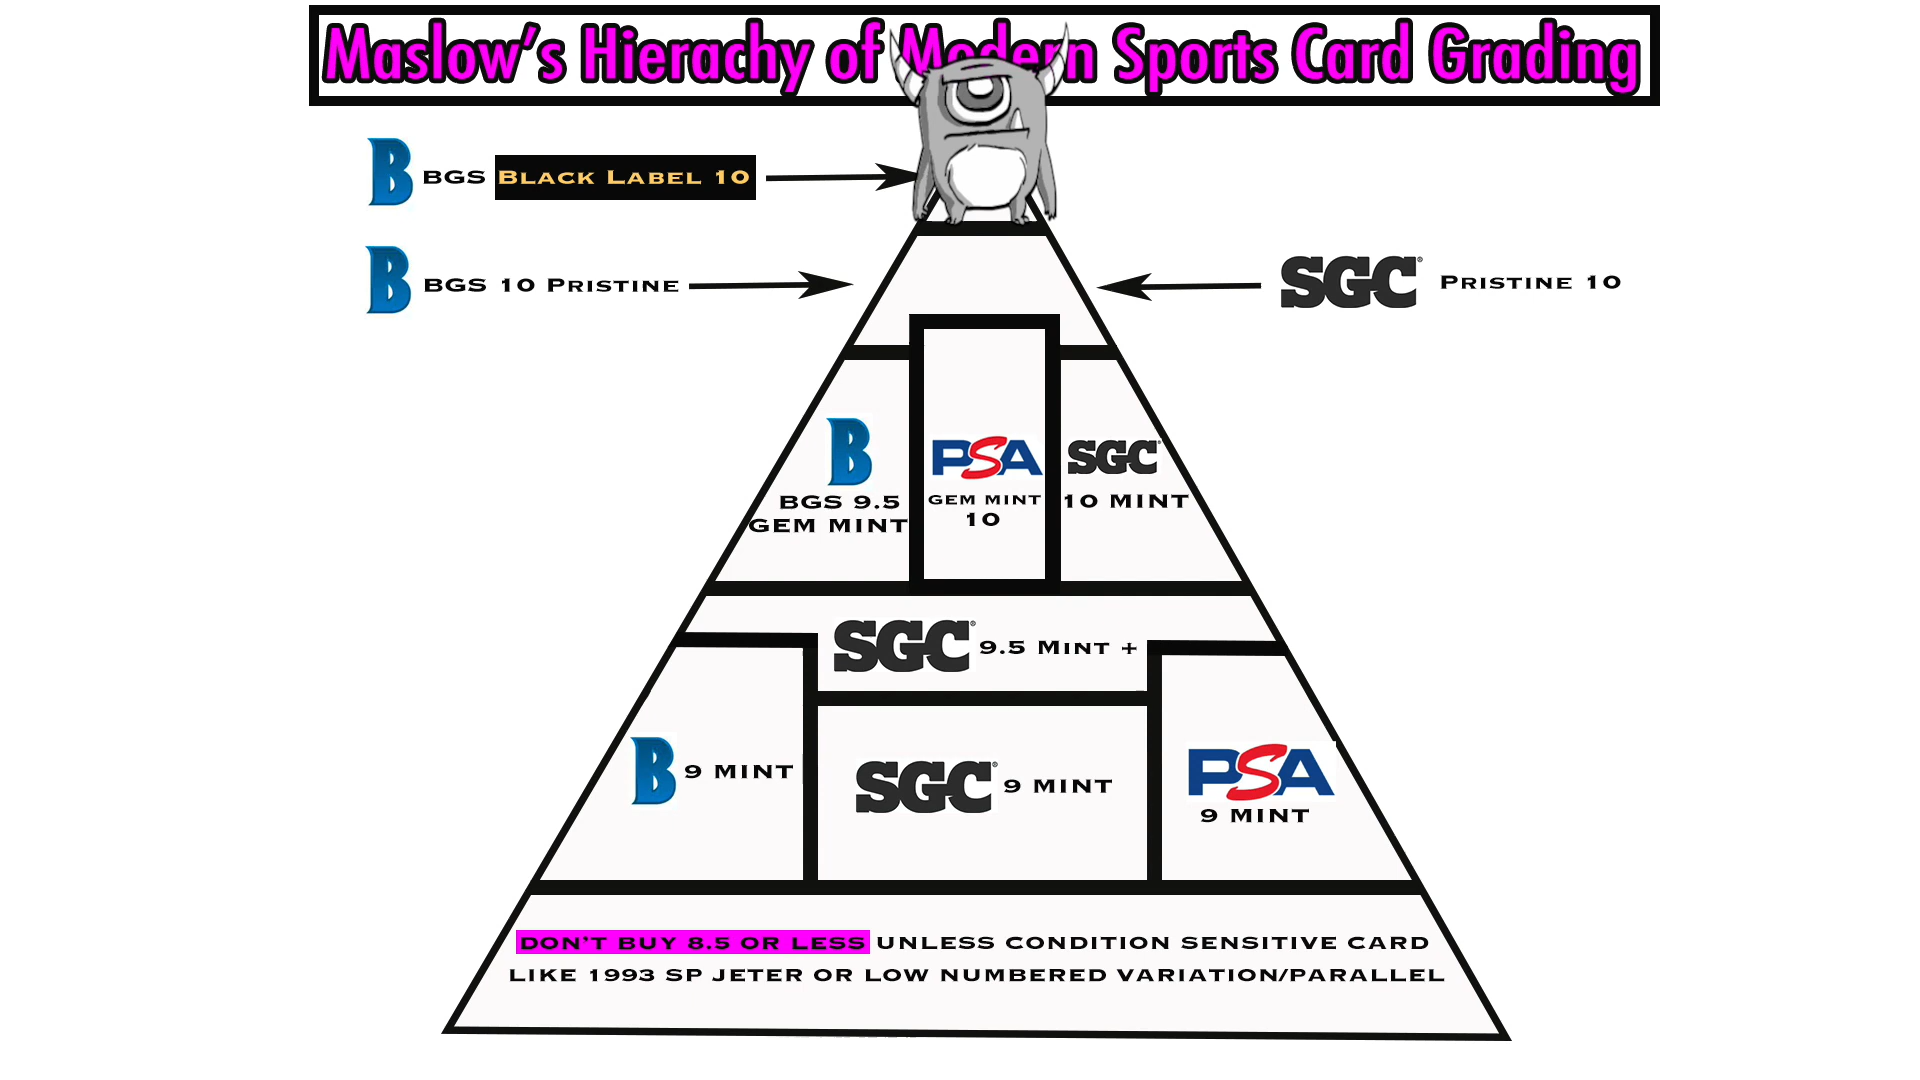 Maslow's Hierachy of Modern Sports Card Grading
B BGS Black Label 10
B BGS 10 Pristine
SGC® Pristine 10
B
BGS 9.5
GEM MINT
PSA
GEM MINT
10
SGC®
10 MINT
SGC® 9.5 Mint +
B 9 MINT
SGC® 9 MINT
PSA
9 MINT
DON'T BUY 8.5 OR LESS UNLESS CONDITION SENSITIVE CARD
LIKE 1993 SP JETER OR LOW NUMBERED VARIATION/PARALLEL